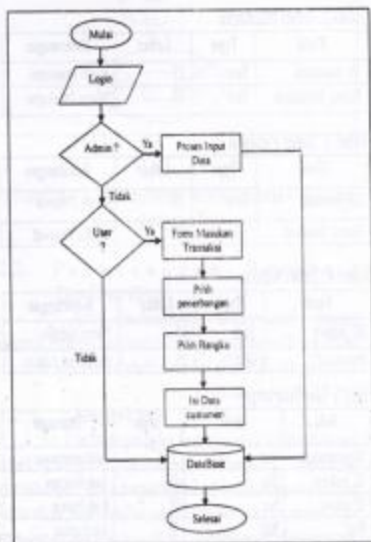 Mulai
Login
Admin ?
Ya
Proses Input
Data
Tidak
User
?
Ya
Form Masukan
Transaksi
Pilih
penerbangan
Pilih
Isi Data
customer
Tidak
DataBase
Selesai